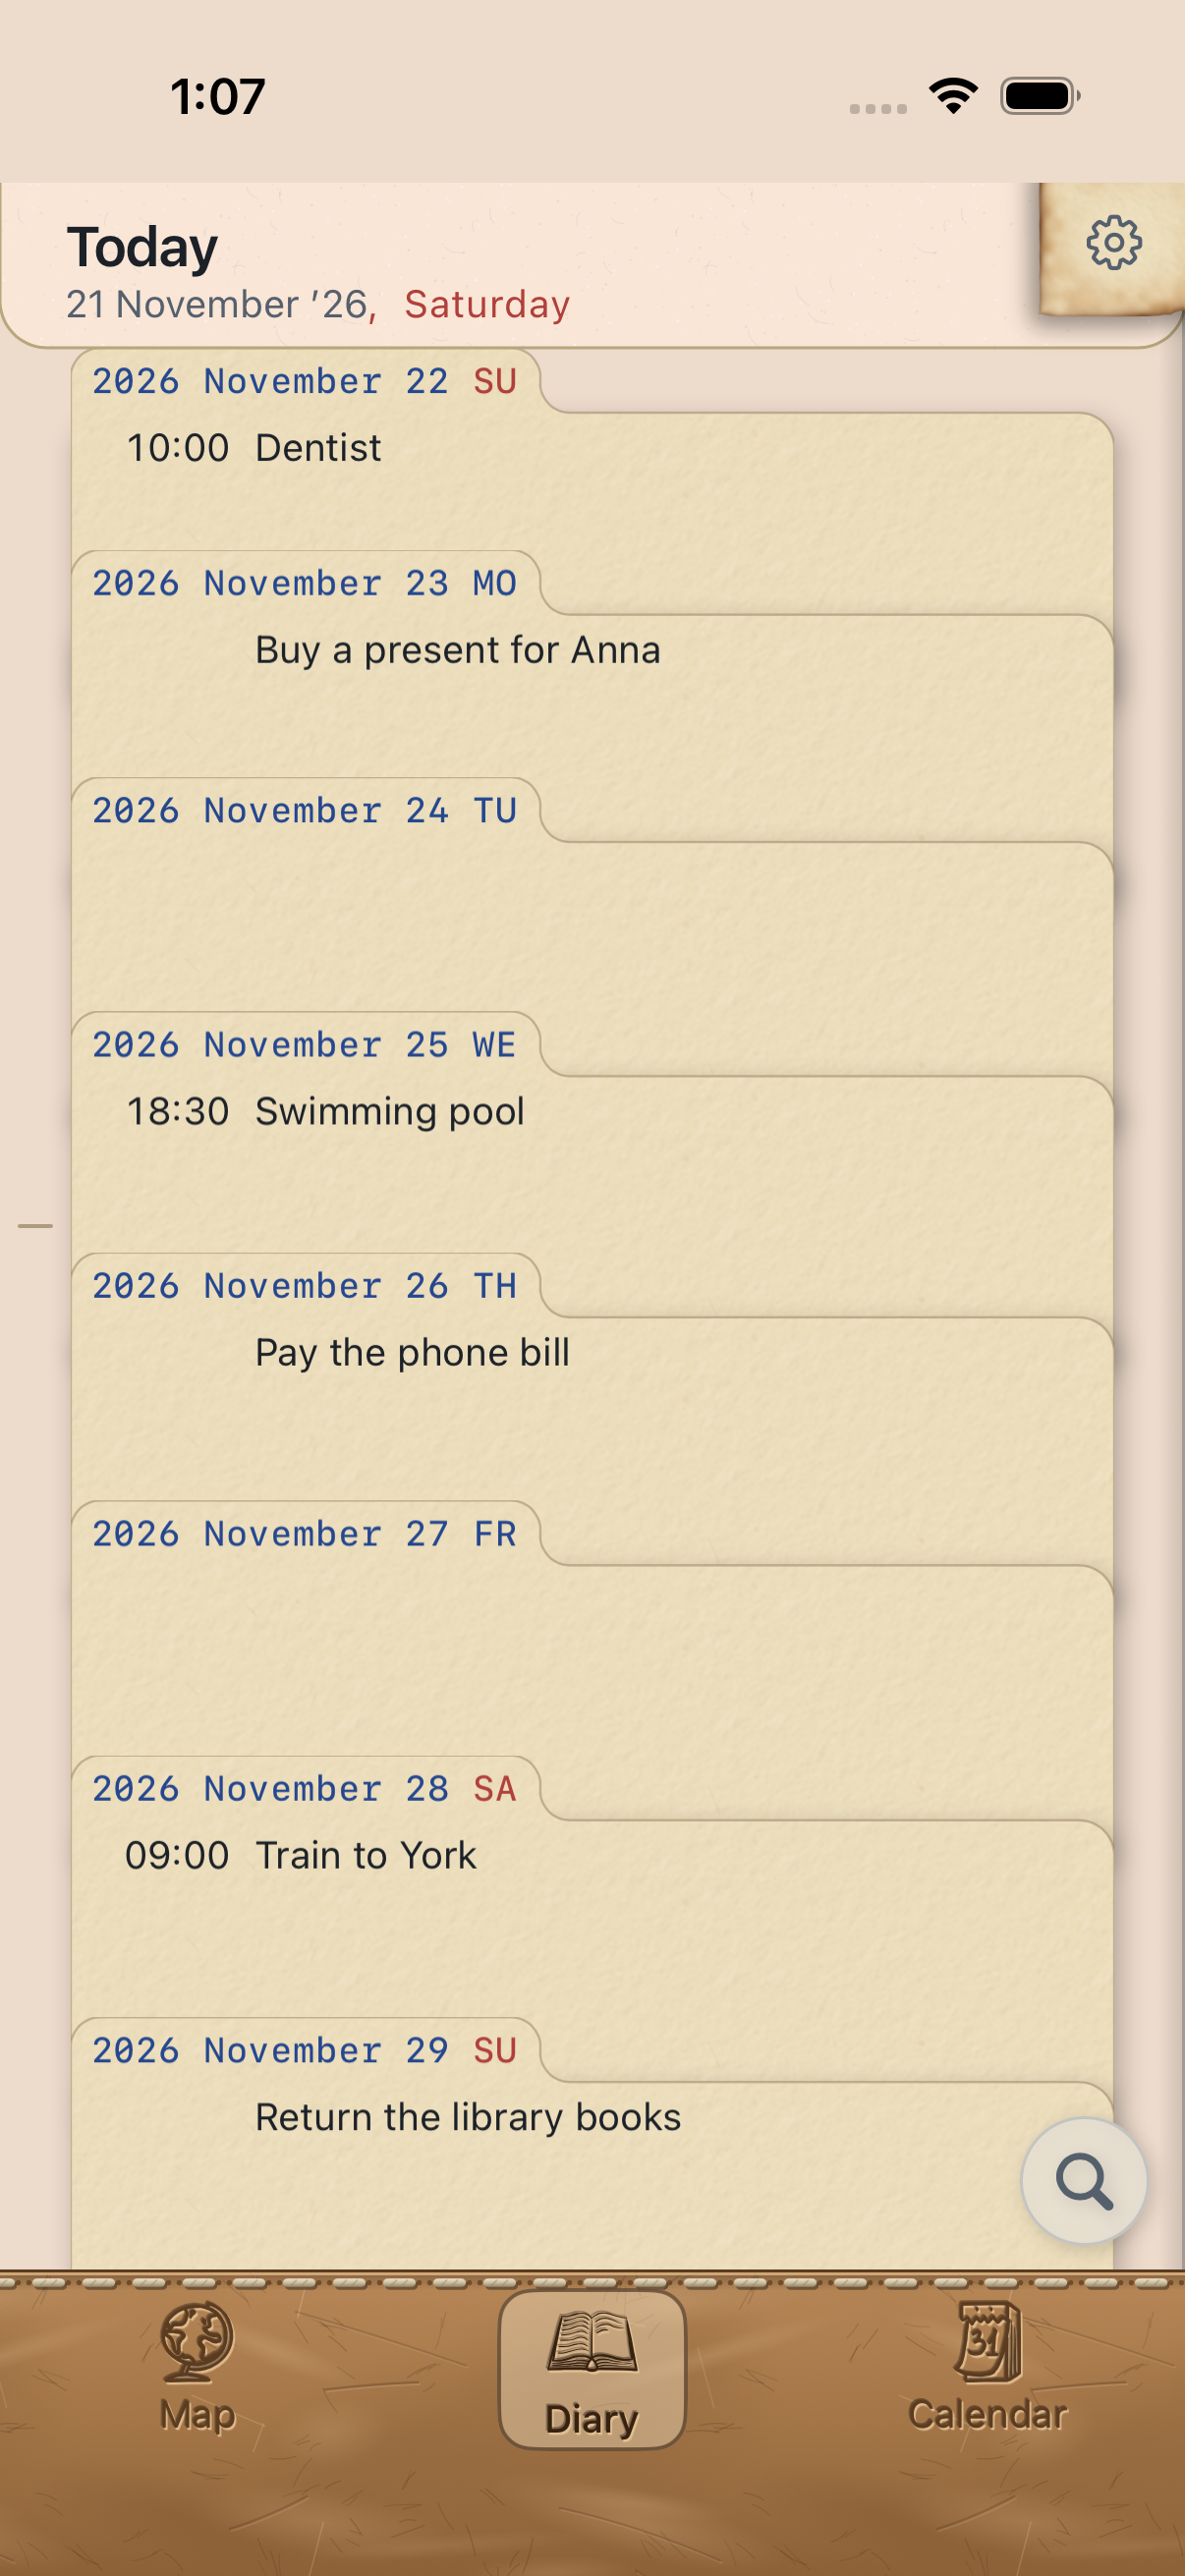 1:07
Today
21 November ’26, Saturday
2026 November 22 SU
10:00 Dentist
2026 November 23 MO
Buy a present for Anna
2026 November 24 TU
2026 November 25 WE
18:30 Swimming pool
2026 November 26 TH
Pay the phone bill
2026 November 27 FR
2026 November 28 SA
09:00 Train to York
2026 November 29 SU
Return the library books
31
Map Diary Calendar